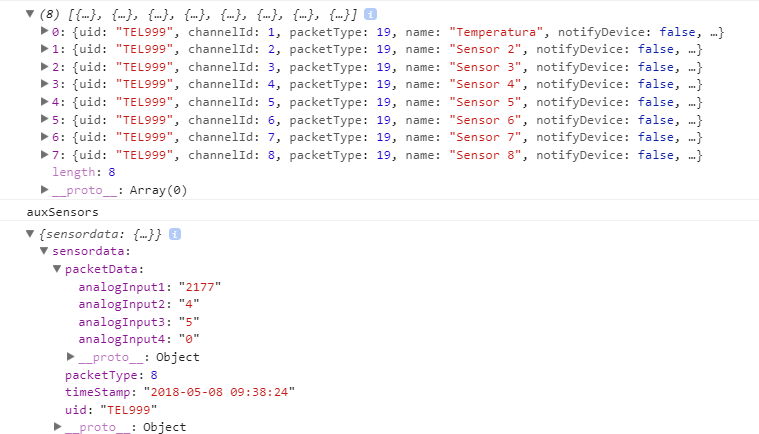 (8) [{…}, {…}, {…}, {…}, {…}, {…}, {…}, {…}] i
0: {uid: "TEL999", channelId: 1, packetType: 19, name: "Temperatura", notifyDevice: false, …}
1: {uid: "TEL999", channelId: 2, packetType: 19, name: "Sensor 2", notifyDevice: false, …}
2: {uid: "TEL999", channelId: 3, packetType: 19, name: "Sensor 3", notifyDevice: false, …}
3: {uid: "TEL999", channelId: 4, packetType: 19, name: "Sensor 4", notifyDevice: false, …}
4: {uid: "TEL999", channelId: 5, packetType: 19, name: "Sensor 5", notifyDevice: false, …}
5: {uid: "TEL999", channelId: 6, packetType: 19, name: "Sensor 6", notifyDevice: false, …}
6: {uid: "TEL999", channelId: 7, packetType: 19, name: "Sensor 7", notifyDevice: false, …}
7: {uid: "TEL999", channelId: 8, packetType: 19, name: "Sensor 8", notifyDevice: false, …}
length: 8
__proto__: Array(0)
auxSensors
{sensordata: {…}} i
sensordata:
packetData:
analogInput1: "2177"
analogInput2: "4"
analogInput3: "5"
analogInput4: "0"
__proto__: Object
packetType: 8
timeStamp: "2018-05-08 09:38:24"
uid: "TEL999"
__proto__: Object